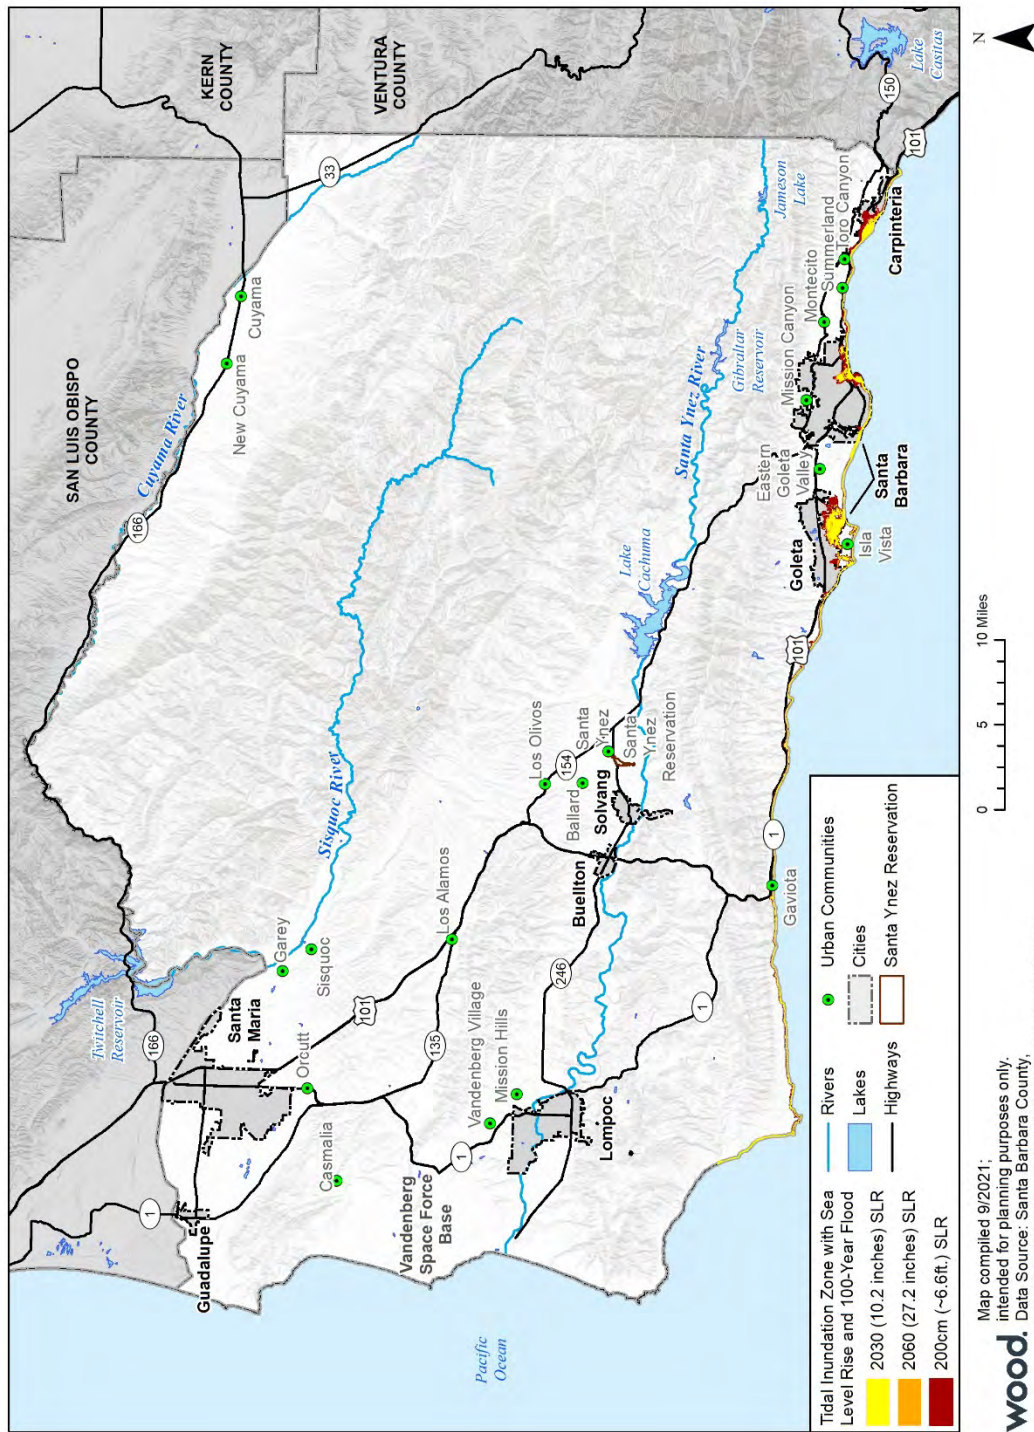 SAN LUIS OBISPO
COUNTY
KERN
COUNTY
VENTURA
COUNTY
Twitchell
Reservoir
166
Cuyama River
166
New Cuyama
Cuyama
33
Guadalupe
1
Santa
Maria
Orcutt
Garey
Sisquoc
Sisquoc River
Casmalia
101
135
Los Alamos
Vandenberg
Space Force
Base
1
Vandenberg Village
Mission Hills
Lompoc
246
1
Buellton
Los Olivos
154
Ballard
Santa
Ynez
Solvang
Santa
Ynez
Reservation
Lake
Cachuma
Santa Ynez River
Gibraltar
Reservoir
Jameson
Lake
Pacific
Ocean
Gaviota
1
101
Goleta
Isla
Vista
Eastern
Goleta
Valley
Santa
Barbara
Mission Canyon
Montecito
Summerland
Toro Canyon
Carpinteria
150
101
Lake
Casitas
Tidal Inundation Zone with Sea
Level Rise and 100-Year Flood
2030 (10.2 inches) SLR
2060 (27.2 inches) SLR
200cm (~6.6ft.) SLR
Rivers
Lakes
Highways
Urban Communities
Cities
Santa Ynez Reservation
N
0 5 10 Miles
wood.
Map compiled 9/2021;
intended for planning purposes only.
Data Source: Santa Barbara County,